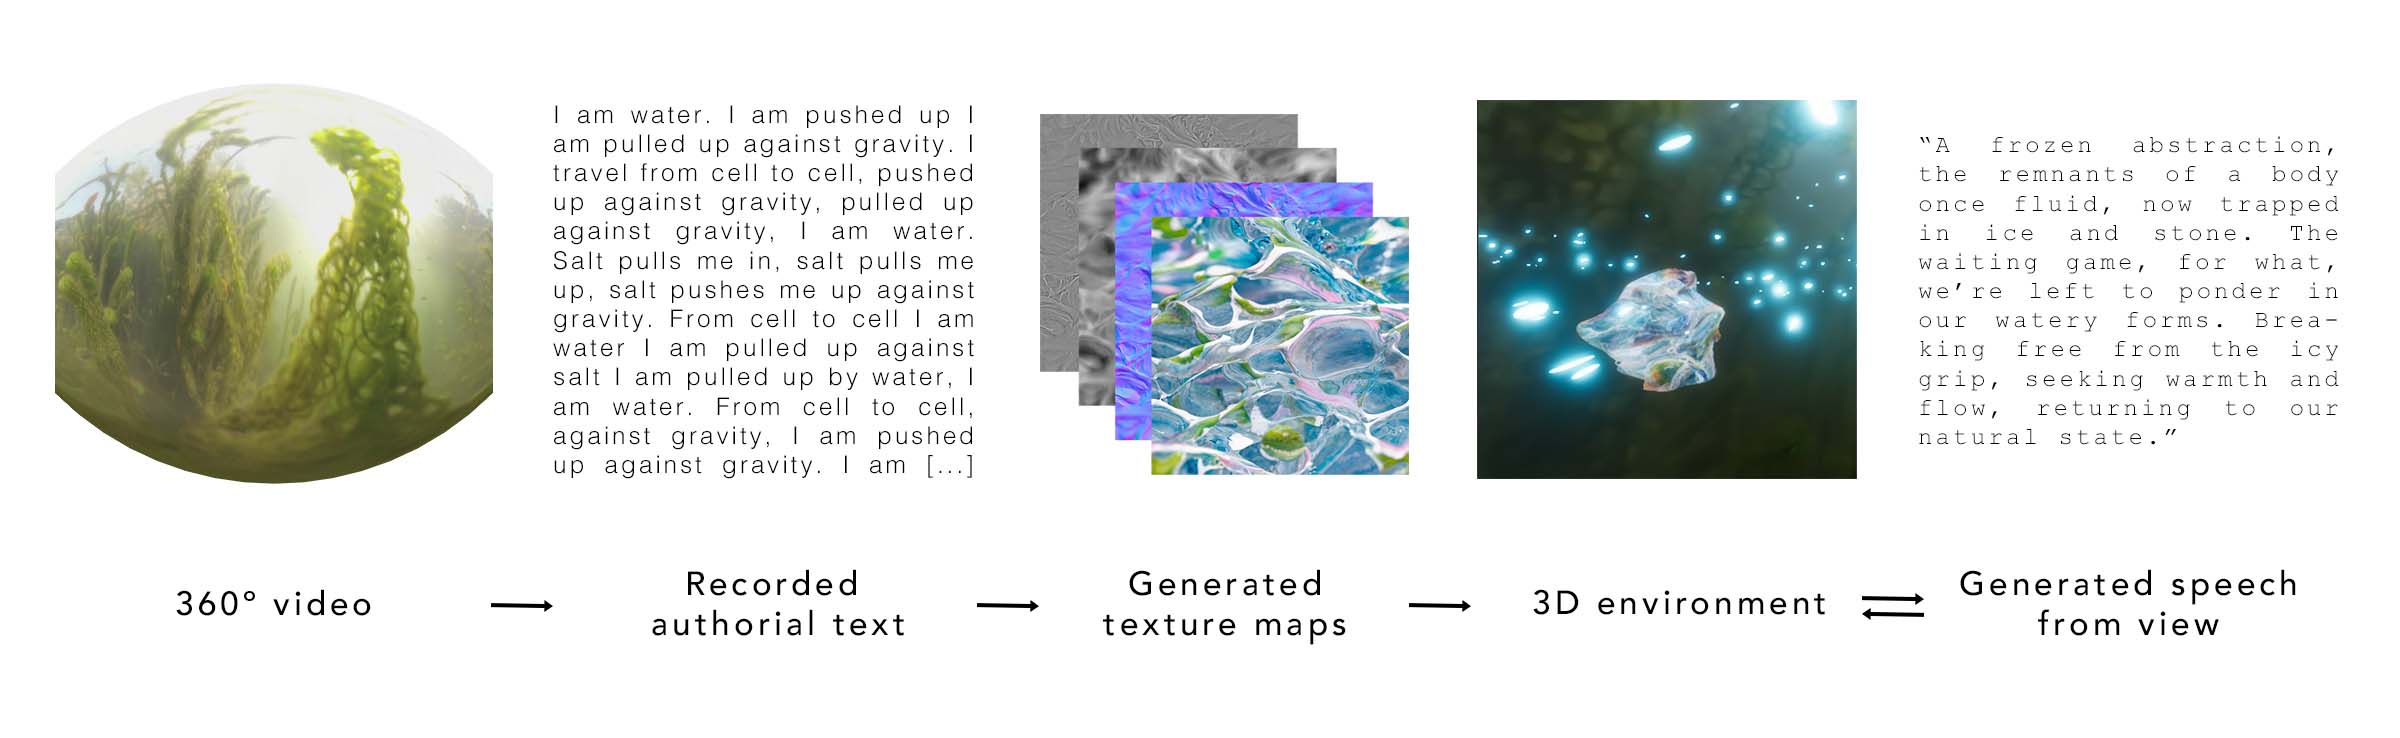 I am water. I am pushed up I
am pulled up against gravity. I
travel from cell to cell, pushed
up against gravity, pulled up
against gravity, I am water.
Salt pulls me in, salt pulls me
up, salt pushes me up against
gravity. From cell to cell I am
water I am pulled up against
salt I am pulled up by water, I
am water. From cell to cell,
against gravity, I am pushed
up against gravity. I am [...]
“A frozen abstraction,
the remnants of a body
once fluid, now trapped
in ice and stone. The
waiting game, for what,
we’re left to ponder in
our watery forms. Brea-
king free from the icy
grip, seeking warmth and
flow, returning to our
natural state.”
360° video
Recorded
authorial text
Generated
texture maps
3D environment
Generated speech
from view